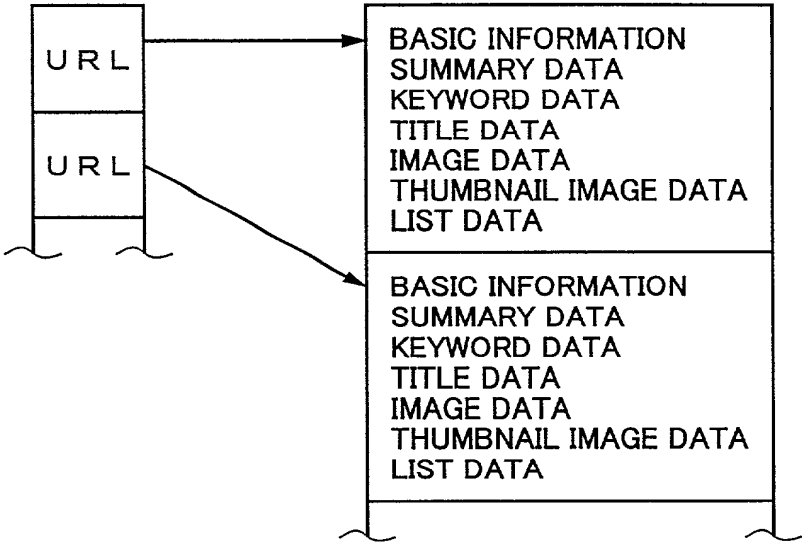 URL
URL
BASIC INFORMATION
SUMMARY DATA
KEYWORD DATA
TITLE DATA
IMAGE DATA
THUMBNAIL IMAGE DATA
LIST DATA
BASIC INFORMATION
SUMMARY DATA
KEYWORD DATA
TITLE DATA
IMAGE DATA
THUMBNAIL IMAGE DATA
LIST DATA